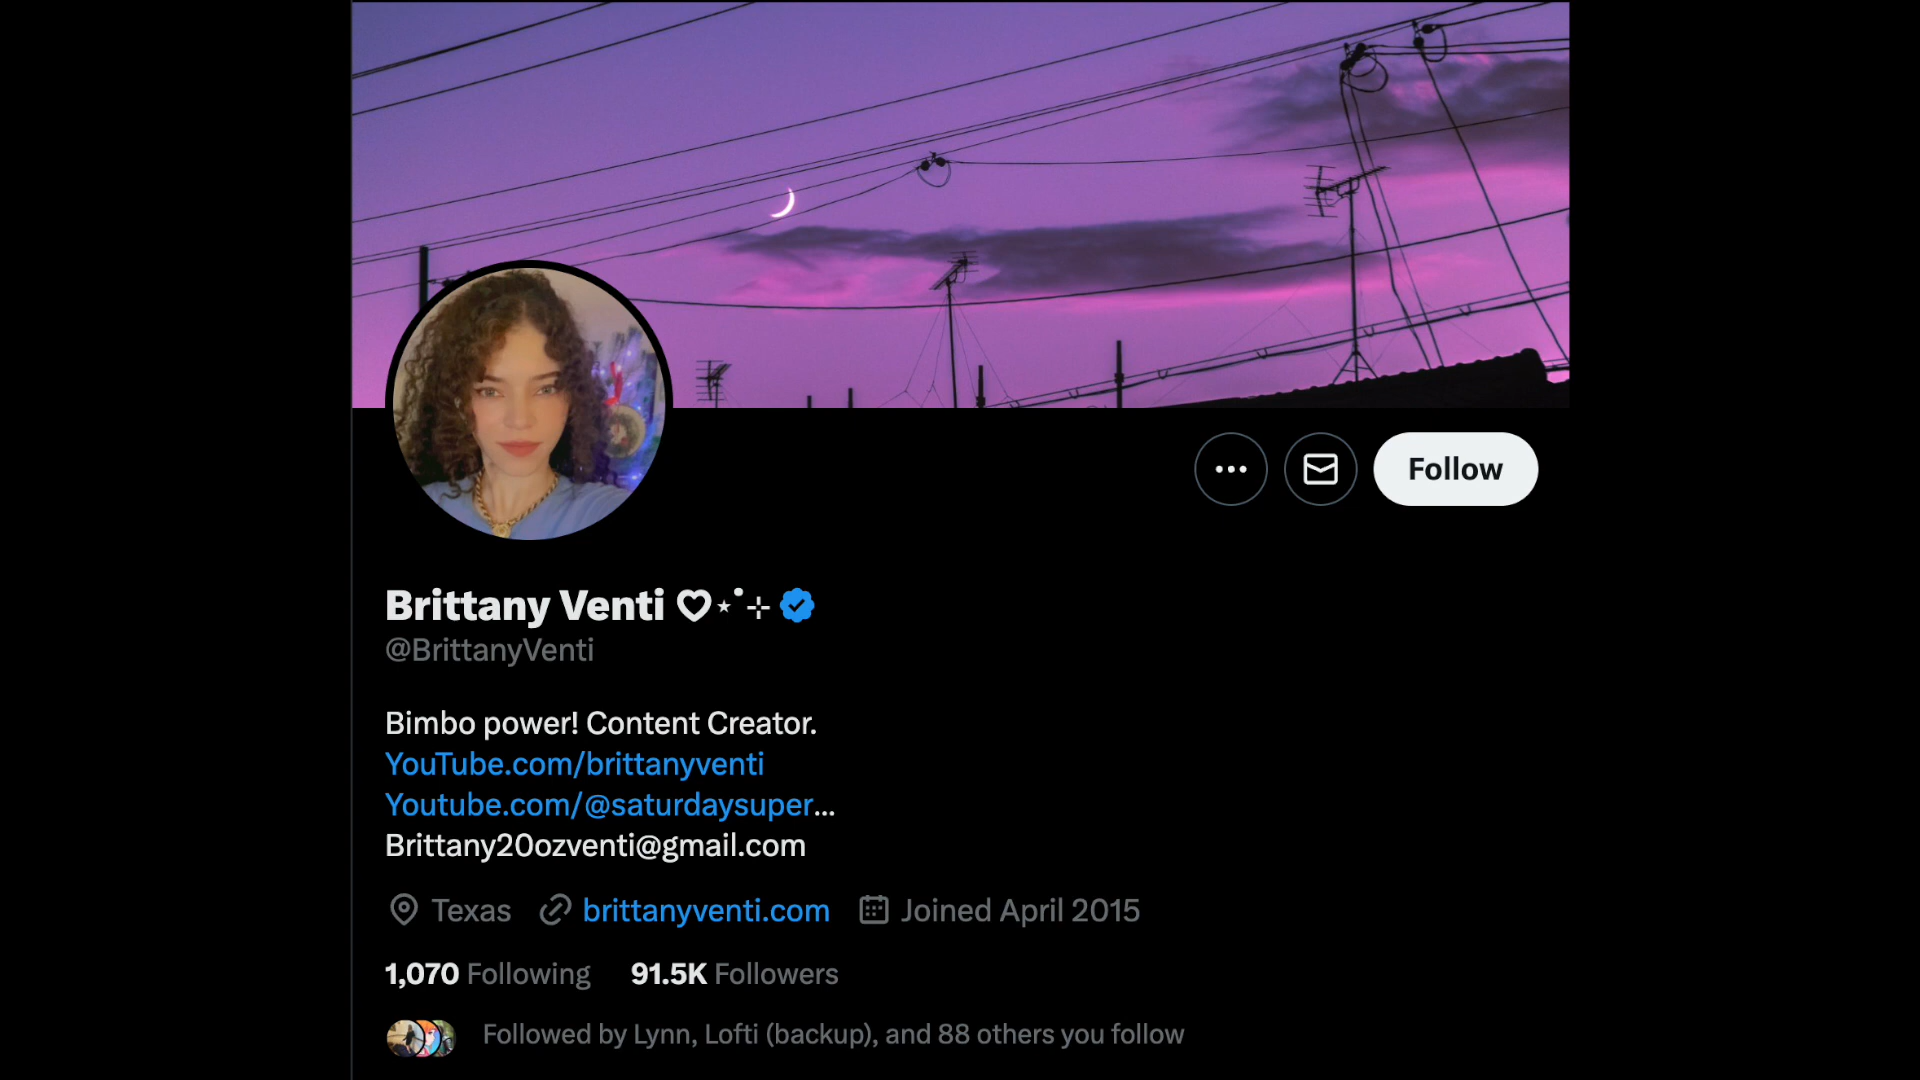 Follow
Brittany Venti ♡⋆˚⊹
@BrittanyVenti
Bimbo power! Content Creator.
YouTube.com/brittanyventi
Youtube.com/@saturdaysuper…
Brittany20ozventi@gmail.com
Texas brittanyventi.com Joined April 2015
1,070 Following 91.5K Followers
Followed by Lynn, Lofti (backup), and 88 others you follow